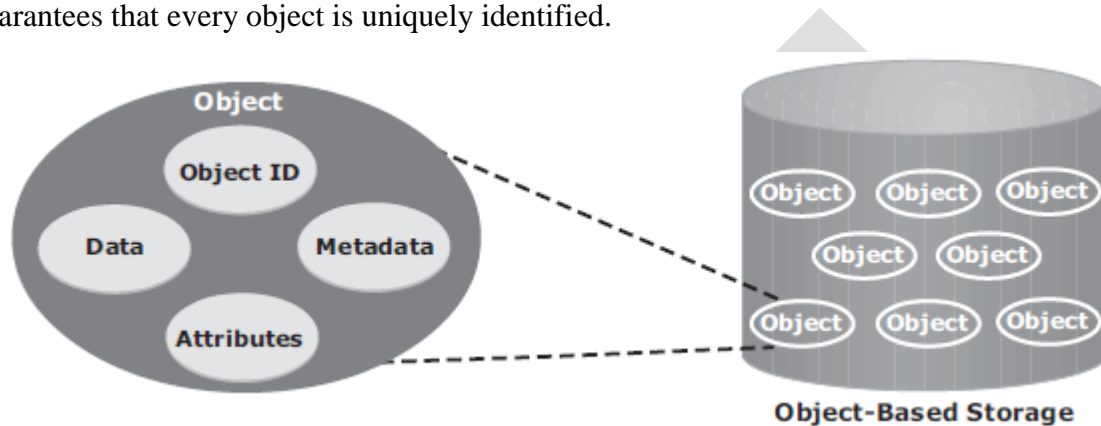 arantees that every object is uniquely identified.
Object
Object ID
Data
Metadata
Attributes
Object Object Object
Object Object
Object Object Object
Object-Based Storage